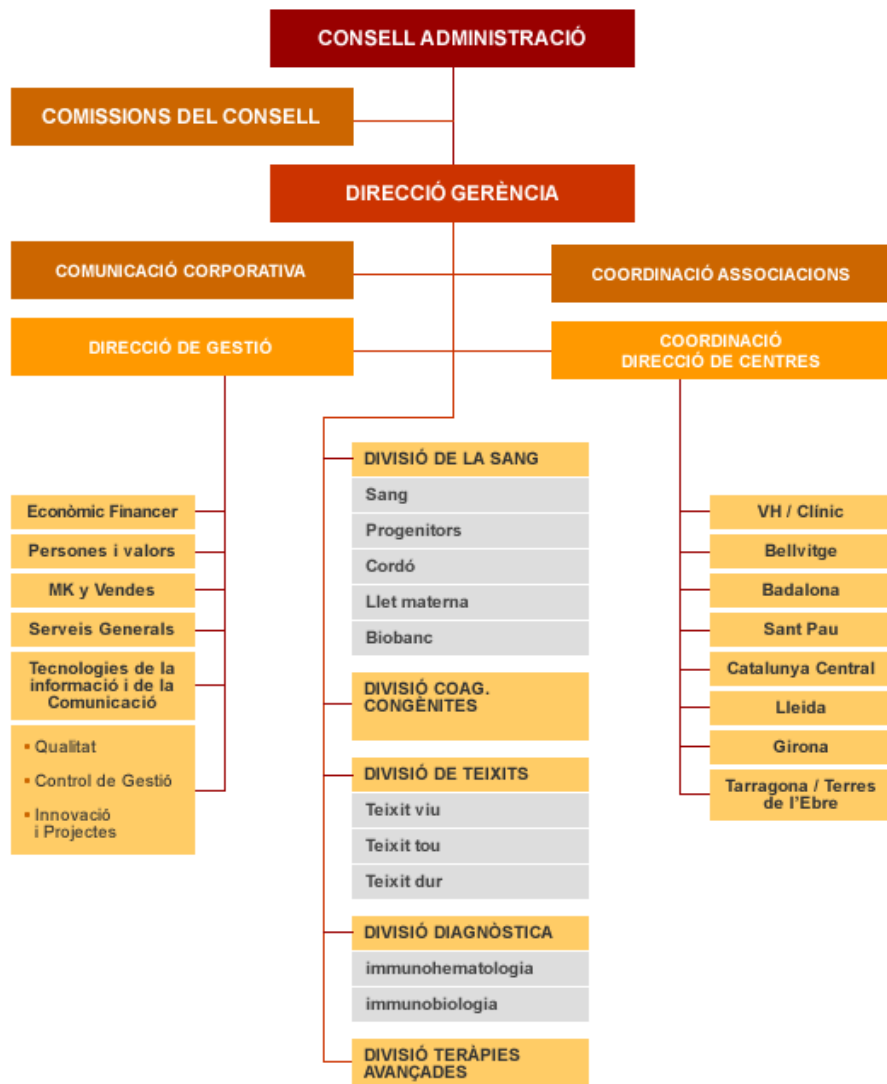 CONSELL ADMINISTRACIÓ
COMISSIONS DEL CONSELL
DIRECCIÓ GERÈNCIA
COMUNICACIÓ CORPORATIVA
COORDINACIÓ ASSOCIACIONS
DIRECCIÓ DE GESTIÓ
COORDINACIÓ
DIRECCIÓ DE CENTRES
Econòmic Financer
Persones i valors
MK y Vendes
Serveis Generals
Tecnologies de la
informació i de la
Comunicació
▪ Qualitat
▪ Control de Gestió
▪ Innovació
i Projectes
DIVISIÓ DE LA SANG
Sang
Progenitors
Cordó
Llet materna
Biobanc
DIVISIÓ COAG.
CONGÈNITES
DIVISIÓ DE TEIXITS
Teixit viu
Teixit tou
Teixit dur
DIVISIÓ DIAGNÒSTICA
immunohematologia
immunobiologia
DIVISIÓ TERÀPIES
AVANÇADES
VH / Clínic
Bellvitge
Badalona
Sant Pau
Catalunya Central
Lleida
Girona
Tarragona / Terres
de l'Ebre